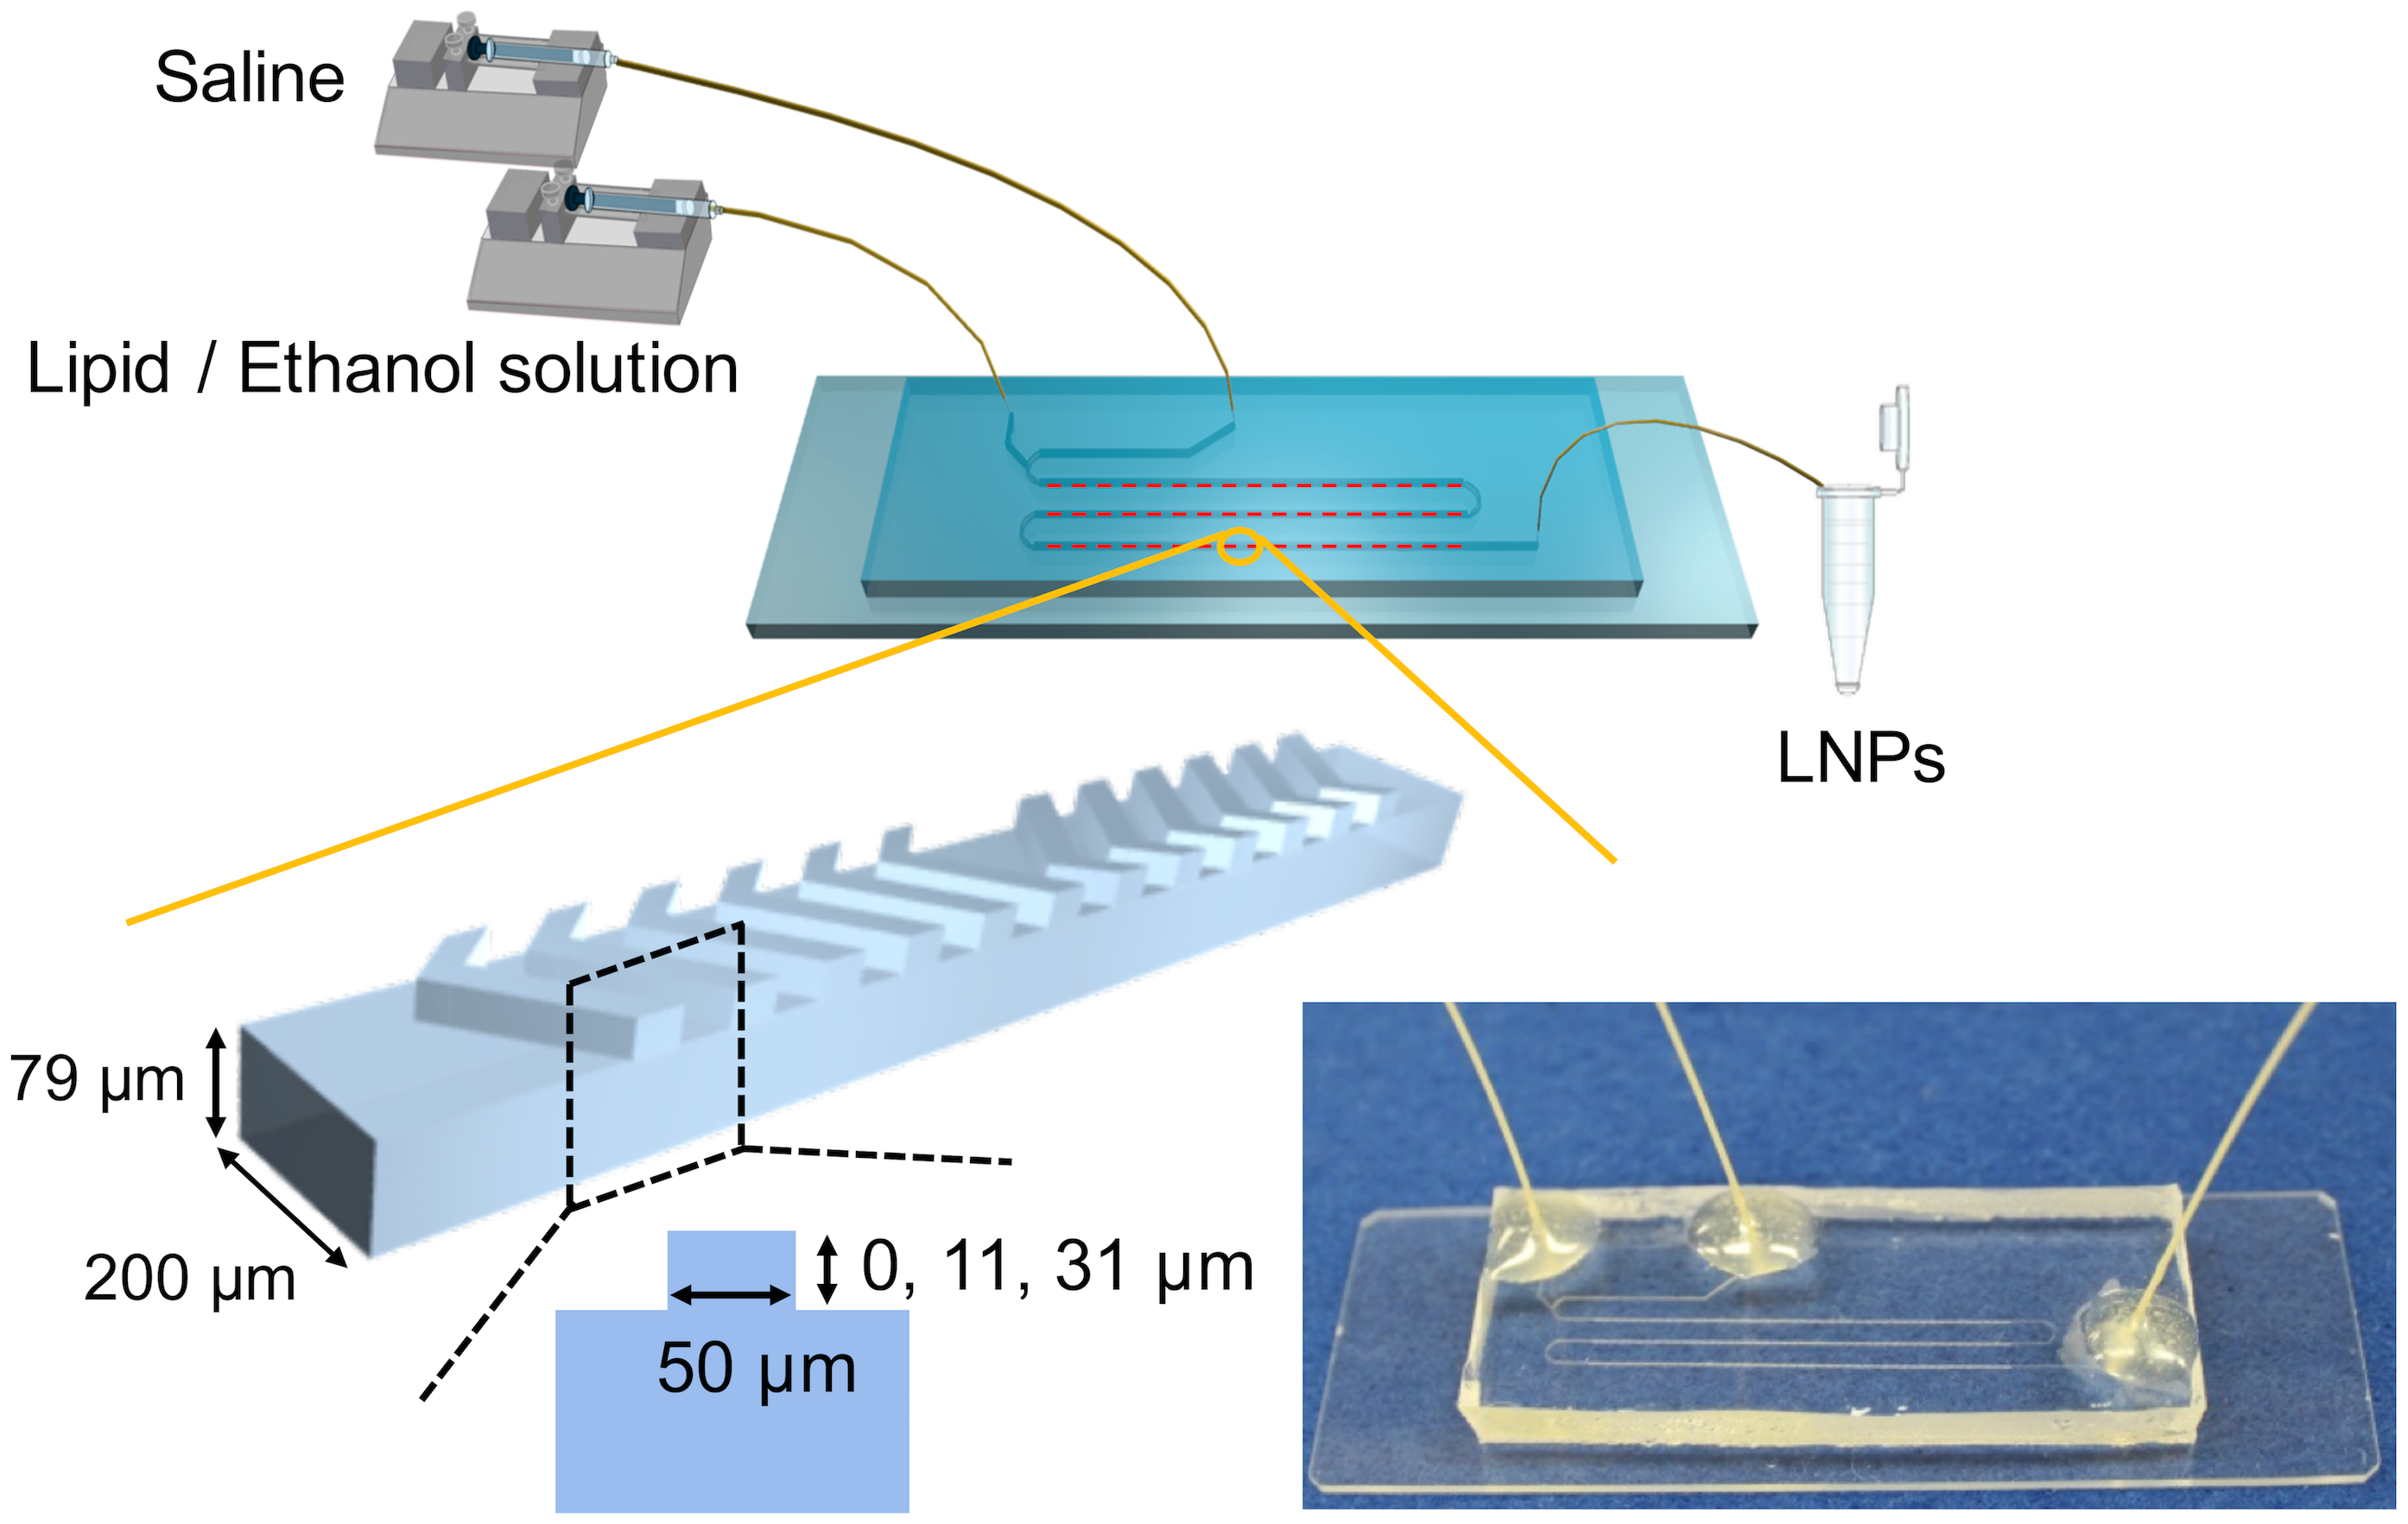 Saline
Lipid / Ethanol solution
LNPs
79 µm
200 µm
0, 11, 31 µm
50 µm